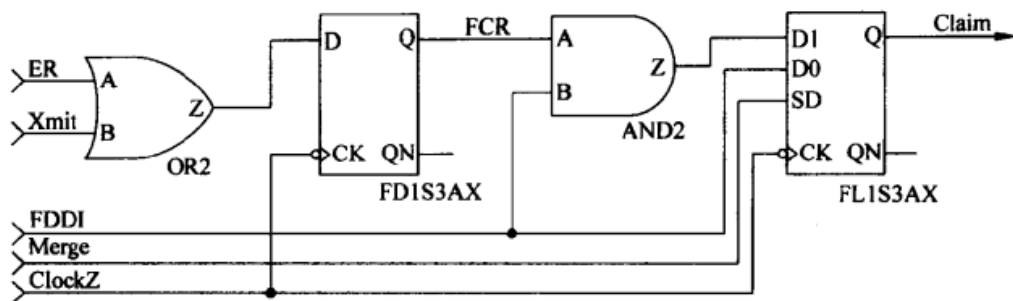 FCR
Claim
D
Q
A
D1
Q
ER
A
Z
D0
Z
B
SD
Xmit
B
AND2
OR2
CK
QN
CK
QN
FD1S3AX
FL1S3AX
FDDI
Merge
ClockZ